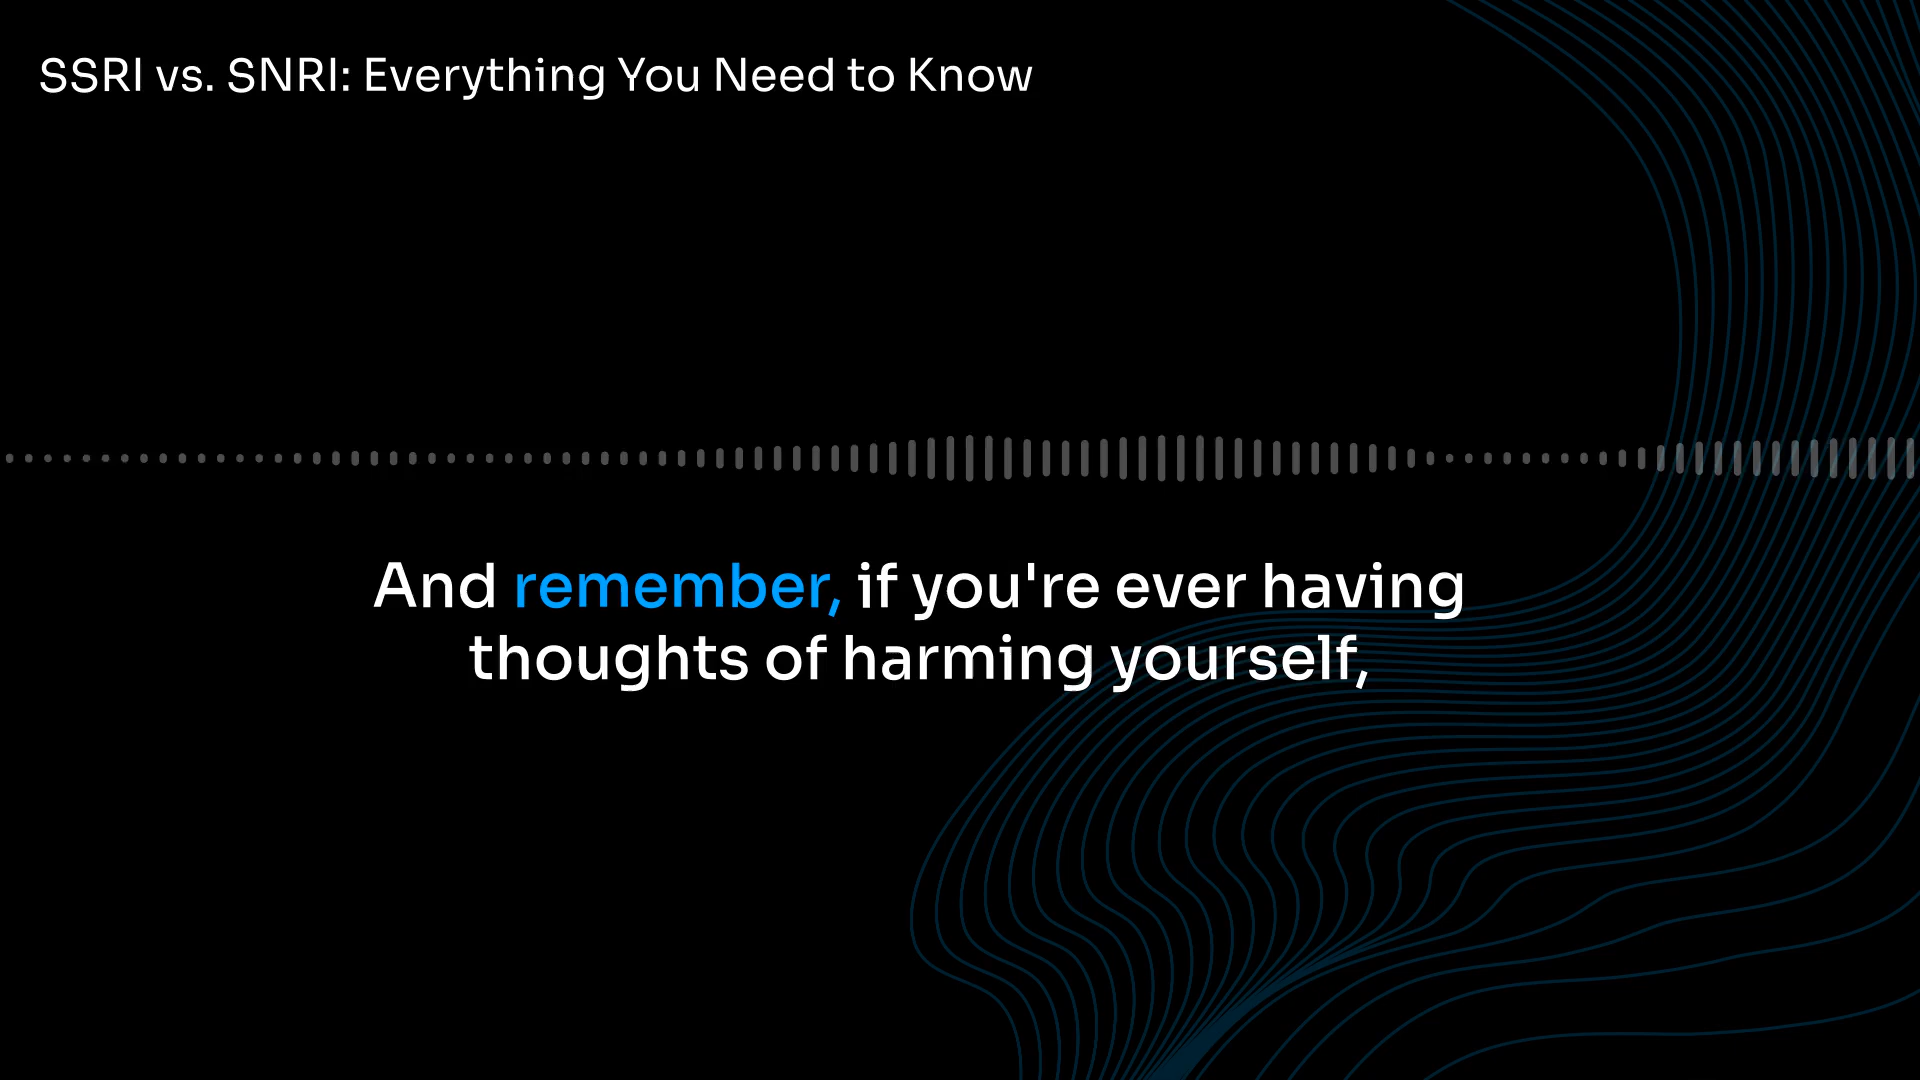 SSRI vs. SNRI: Everything You Need to Know
And remember, if you're ever having
thoughts of harming yourself,